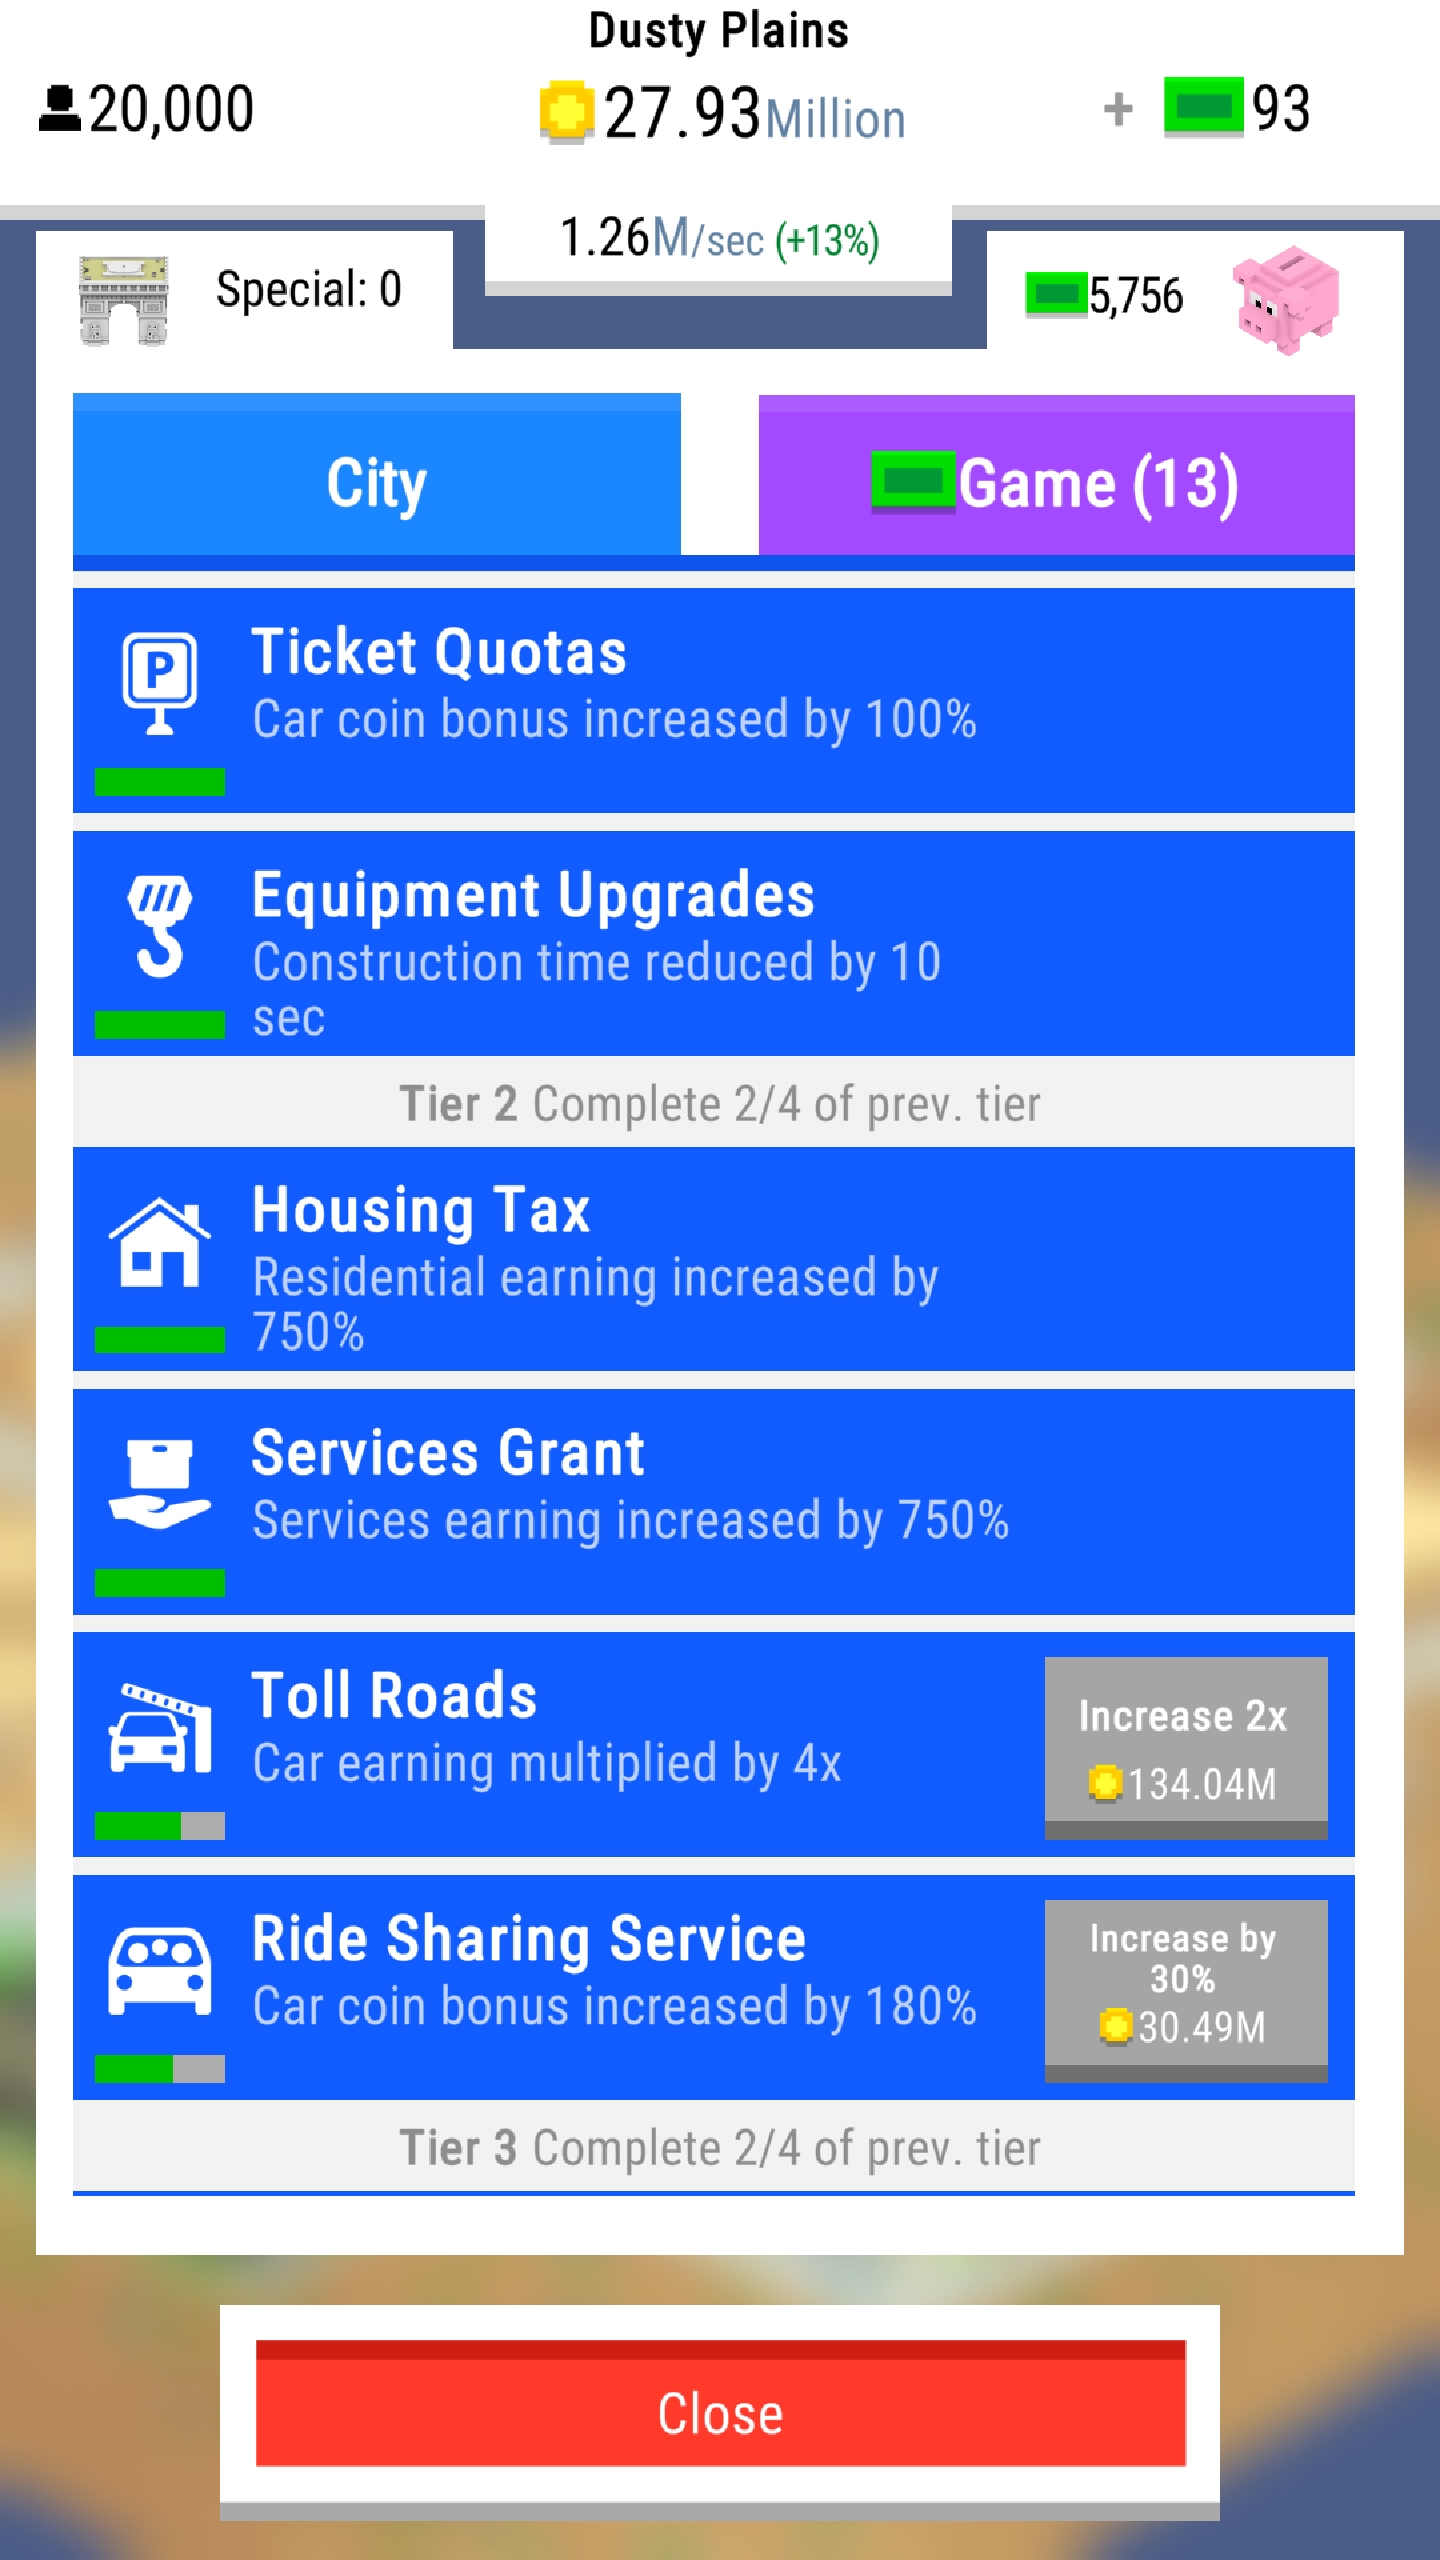 Dusty Plains
20,000
27.93Million
+ 93
1.26M/sec (+13%)
Special: 0
5,756
City
Game (13)
P
Ticket Quotas
Car coin bonus increased by 100%
Equipment Upgrades
Construction time reduced by 10
sec
Tier 2 Complete 2/4 of prev. tier
Housing Tax
Residential earning increased by
750%
Services Grant
Services earning increased by 750%
Toll Roads
Car earning multiplied by 4x
Increase 2x
134.04M
Ride Sharing Service
Car coin bonus increased by 180%
Increase by
30%
30.49M
Tier 3 Complete 2/4 of prev. tier
Close